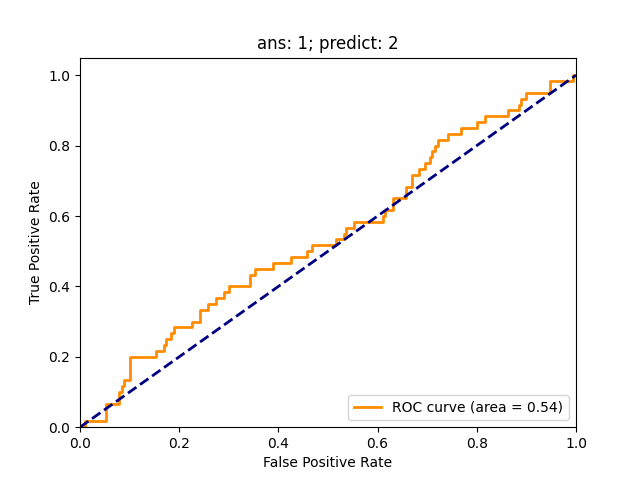 ans: 1; predict: 2
True Positive Rate
1.0
0.8
0.6
0.4
0.2
0.0
ROC curve (area = 0.54)
0.0 0.2 0.4 0.6 0.8 1.0
False Positive Rate